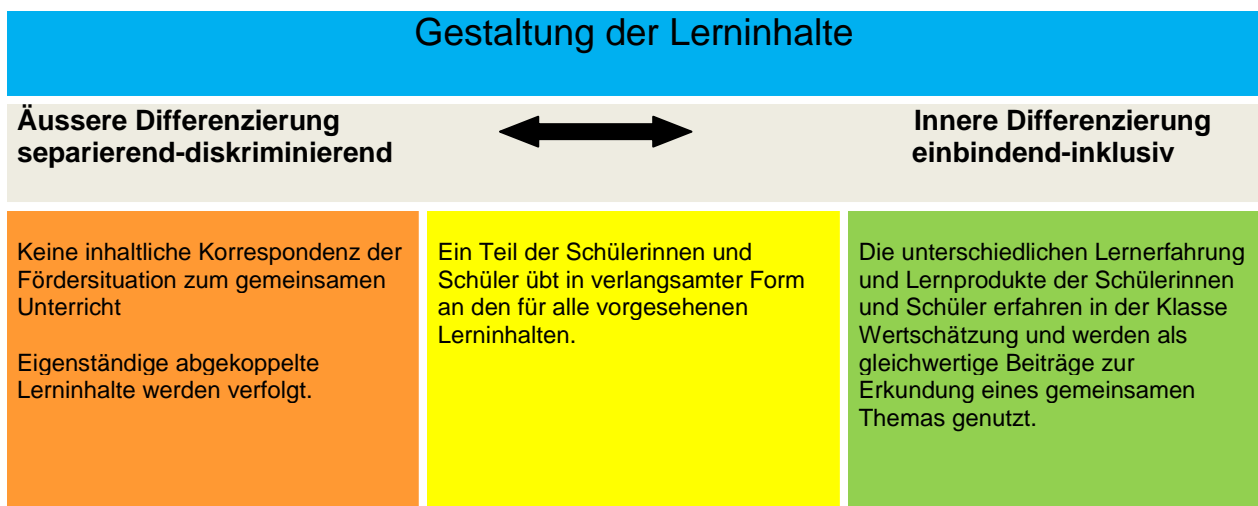 Gestaltung der Lerninhalte
Äussere Differenzierung
separierend-diskriminierend
Innere Differenzierung
einbindend-inklusiv
Keine inhaltliche Korrespondenz der
Fördersituation zum gemeinsamen
Unterricht
Eigenständige abgekoppelte
Lerninhalte werden verfolgt.
Ein Teil der Schülerinnen und
Schüler übt in verlangsamter Form
an den für alle vorgesehenen
Lerninhalten.
Die unterschiedlichen Lernerfahrung
und Lernprodukte der Schülerinnen
und Schüler erfahren in der Klasse
Wertschätzung und werden als
gleichwertige Beiträge zur
Erkundung eines gemeinsamen
Themas genutzt.